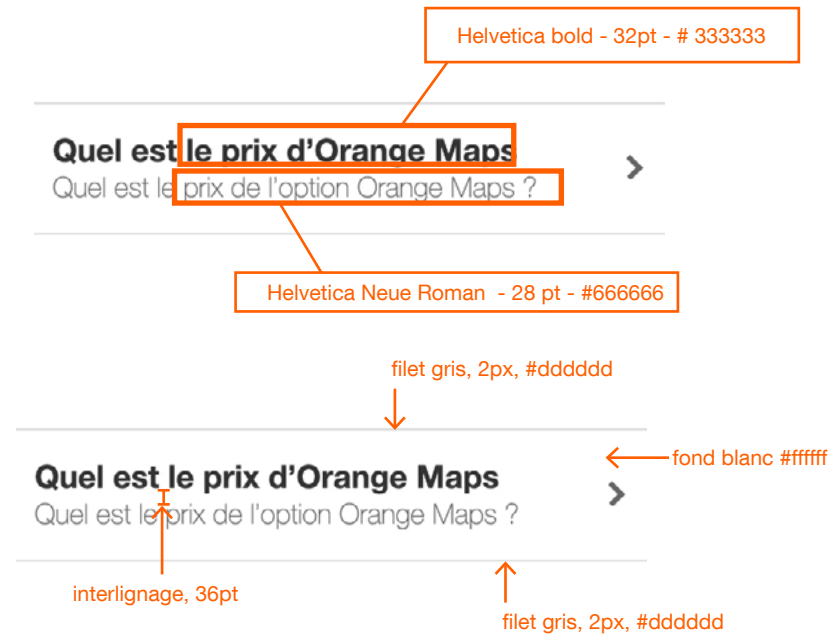 Helvetica bold - 32pt - # 333333
Quel est le prix d’Orange Maps
Quel est le prix de l'option Orange Maps ?
Helvetica Neue Roman - 28 pt - #666666
filet gris, 2px, #dddddd
fond blanc #ffffff
Quel est le prix d’Orange Maps
Quel est le prix de l'option Orange Maps ?
interlignage, 36pt
filet gris, 2px, #dddddd